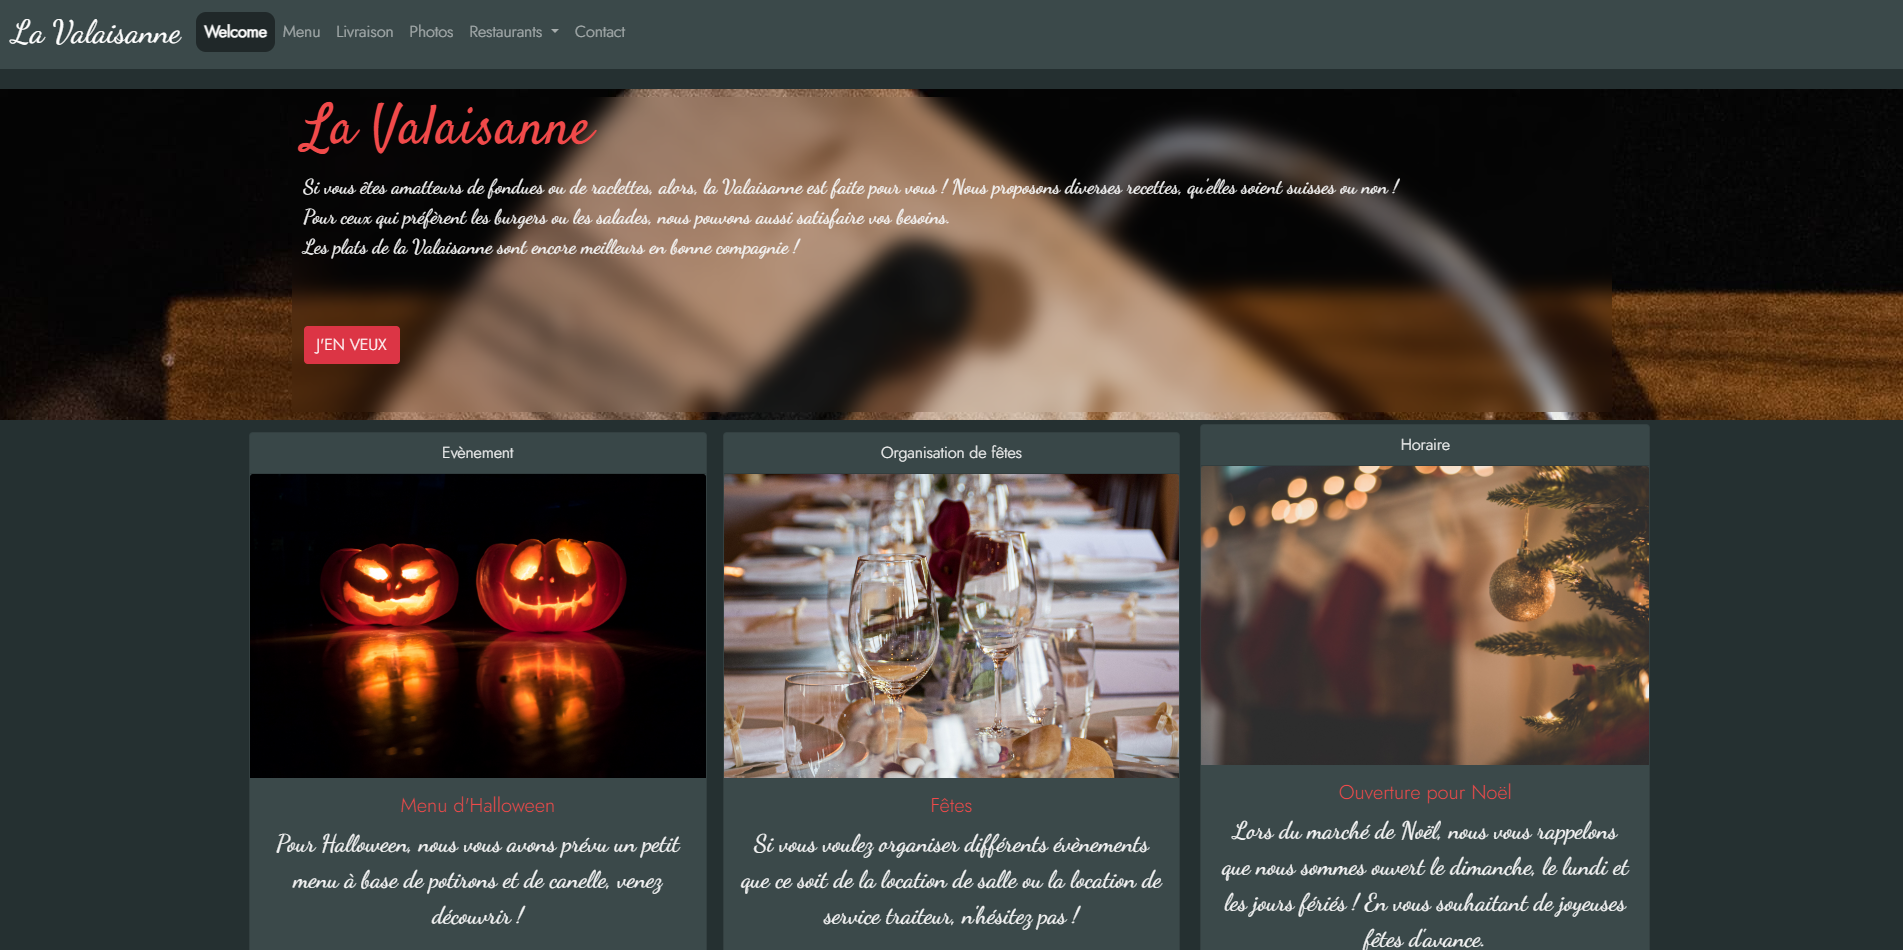 La Valaisanne Welcome Menu Livraison Photos Restaurants Contact
La Valaisanne
Si vous êtes amatteurs de fondues ou de raclettes, alors, la Valaisanne est faite pour vous ! Nous proposons diverses recettes, qu'elles soient suisses ou non !
Pour ceux qui préfèrent les burgers ou les salades, nous pouvons aussi satisfaire vos besoins.
Les plats de la Valaisanne sont encore meilleurs en bonne compagnie !
J'EN VEUX
Evènement
Menu d'Halloween
Pour Halloween, nous vous avons prévu un petit
menu à base de potirons et de canelle, venez
découvrir !
Organisation de fêtes
Fêtes
Si vous voulez organiser différents évènements
que ce soit de la location de salle ou la location de
service traiteur, n'hésitez pas !
Horaire
Ouverture pour Noël
Lors du marché de Noël, nous vous rappelons
que nous sommes ouvert le dimanche, le lundi et
les jours fériés ! En vous souhaitant de joyeuses
fêtes d'avance.